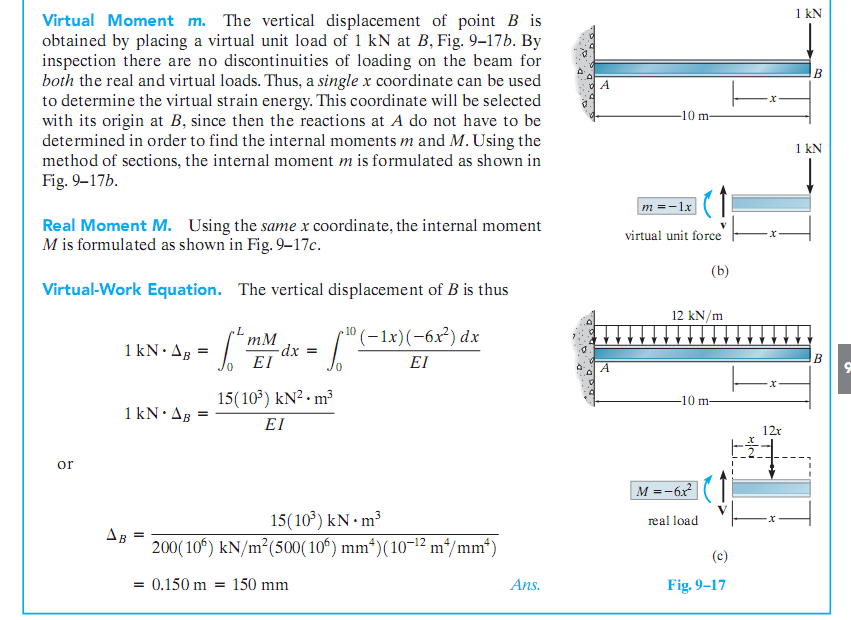 Virtual Moment m. The vertical displacement of point B is
obtained by placing a virtual unit load of 1 kN at B, Fig. 9–17b. By
inspection there are no discontinuities of loading on the beam for
both the real and virtual loads. Thus, a single x coordinate can be used
to determine the virtual strain energy. This coordinate will be selected
with its origin at B, since then the reactions at A do not have to be
determined in order to find the internal moments m and M. Using the
method of sections, the internal moment m is formulated as shown in
Fig. 9–17b.
Real Moment M. Using the same x coordinate, the internal moment
M is formulated as shown in Fig. 9–17c.
Virtual-Work Equation. The vertical displacement of B is thus
1 kN · Δ_B = ∫₀ᴸ mM/EI dx = ∫₀¹⁰ (−1x)(−6x²) dx/EI
1 kN · Δ_B = 15(10³) kN² · m³/EI
or
Δ_B = 15(10³) kN · m³/200(10⁶) kN/m²(500(10⁶) mm⁴)(10⁻¹² m⁴/mm⁴)
= 0.150 m = 150 mm Ans.
1 kN
B
A
x
10 m
1 kN
m = −1x
v
virtual unit force
x
(b)
12 kN/m
B
A
x
10 m
12x
x/2
M = −6x²
V
real load
x
(c)
Fig. 9–17
9